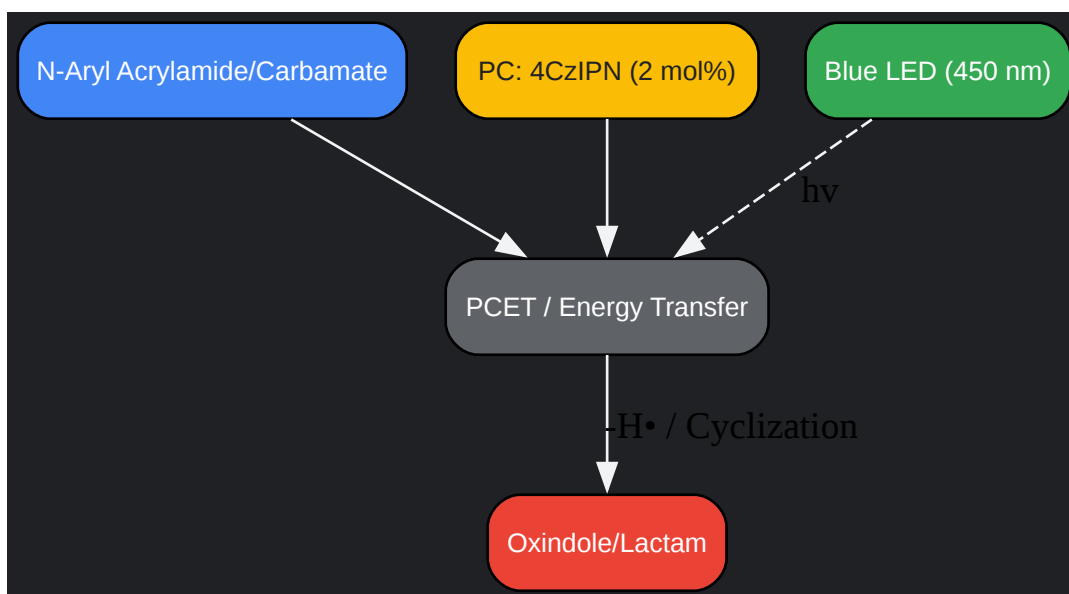 N-Aryl Acrylamide/Carbamate
PC: 4CzIPN (2 mol%)
Blue LED (450 nm)
hv
PCET / Energy Transfer
-H• / Cyclization
Oxindole/Lactam